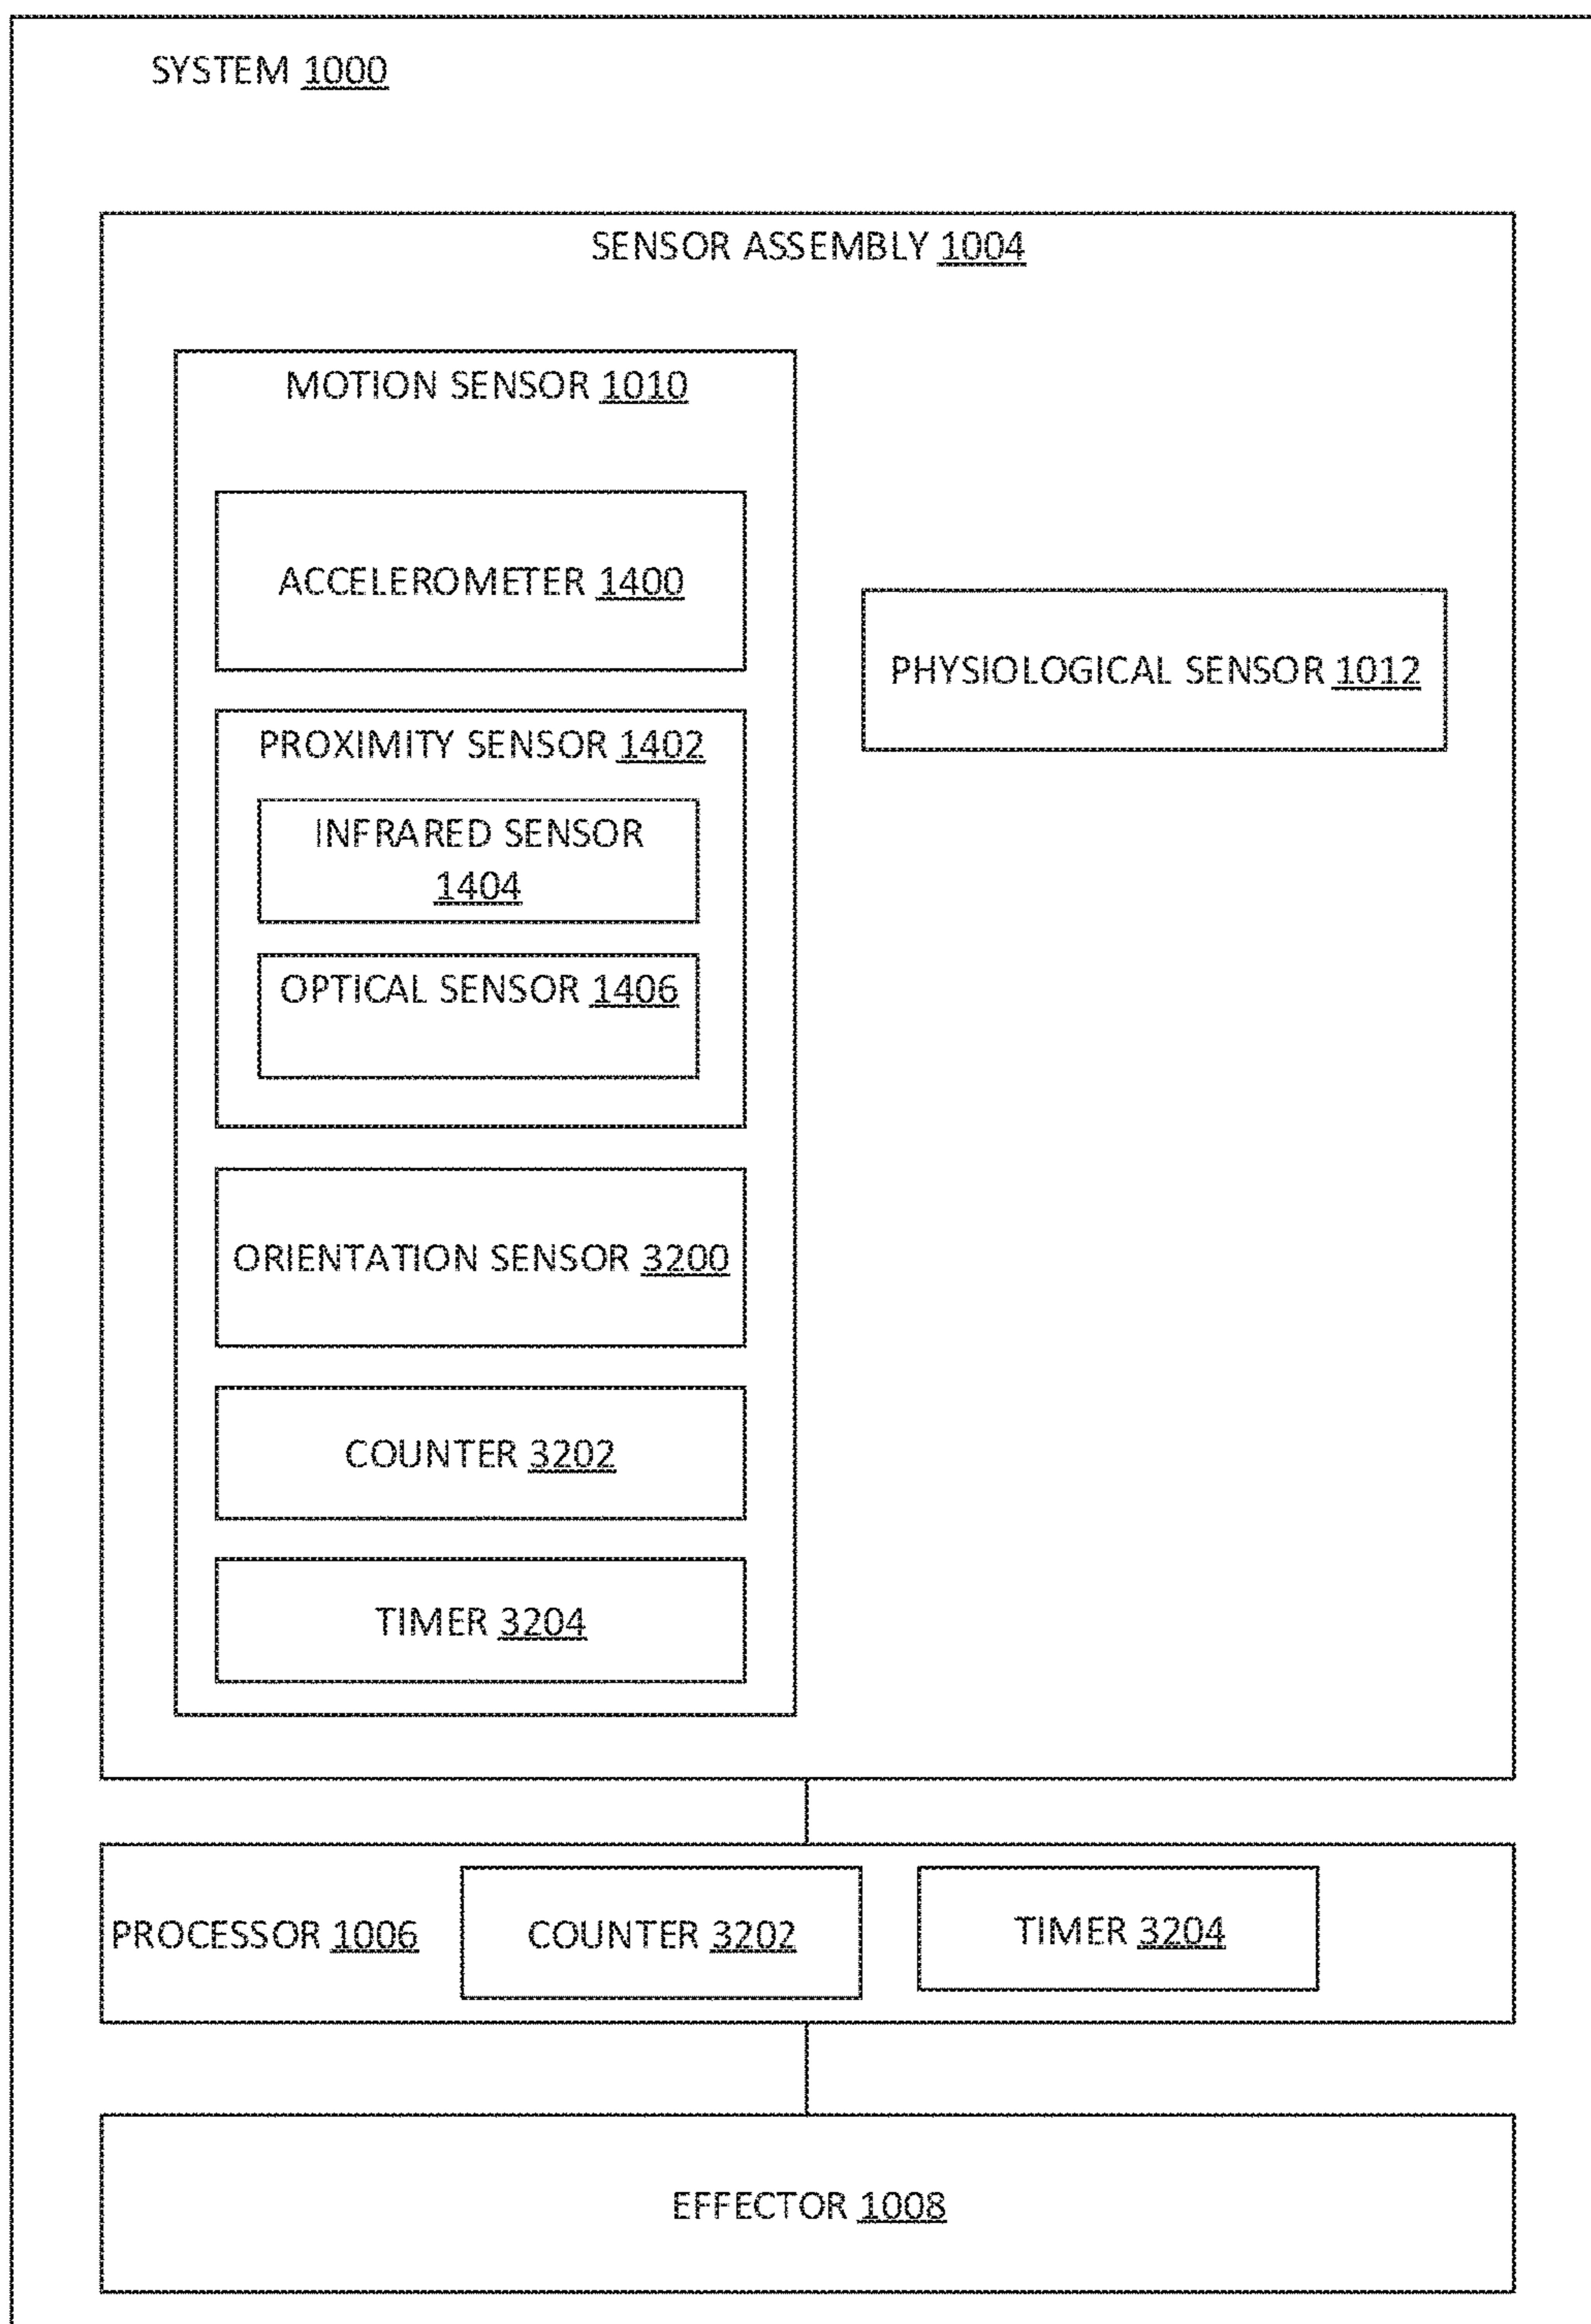 SYSTEM 1000
SENSOR ASSEMBLY 1004
MOTION SENSOR 1010
ACCELEROMETER 1400
PHYSIOLOGICAL SENSOR 1012
PROXIMITY SENSOR 1402
INFRARED SENSOR
1404
OPTICAL SENSOR 1406
ORIENTATION SENSOR 3200
COUNTER 3202
TIMER 3204
PROCESSOR 1006
COUNTER 3202
TIMER 3204
EFFECTOR 1008